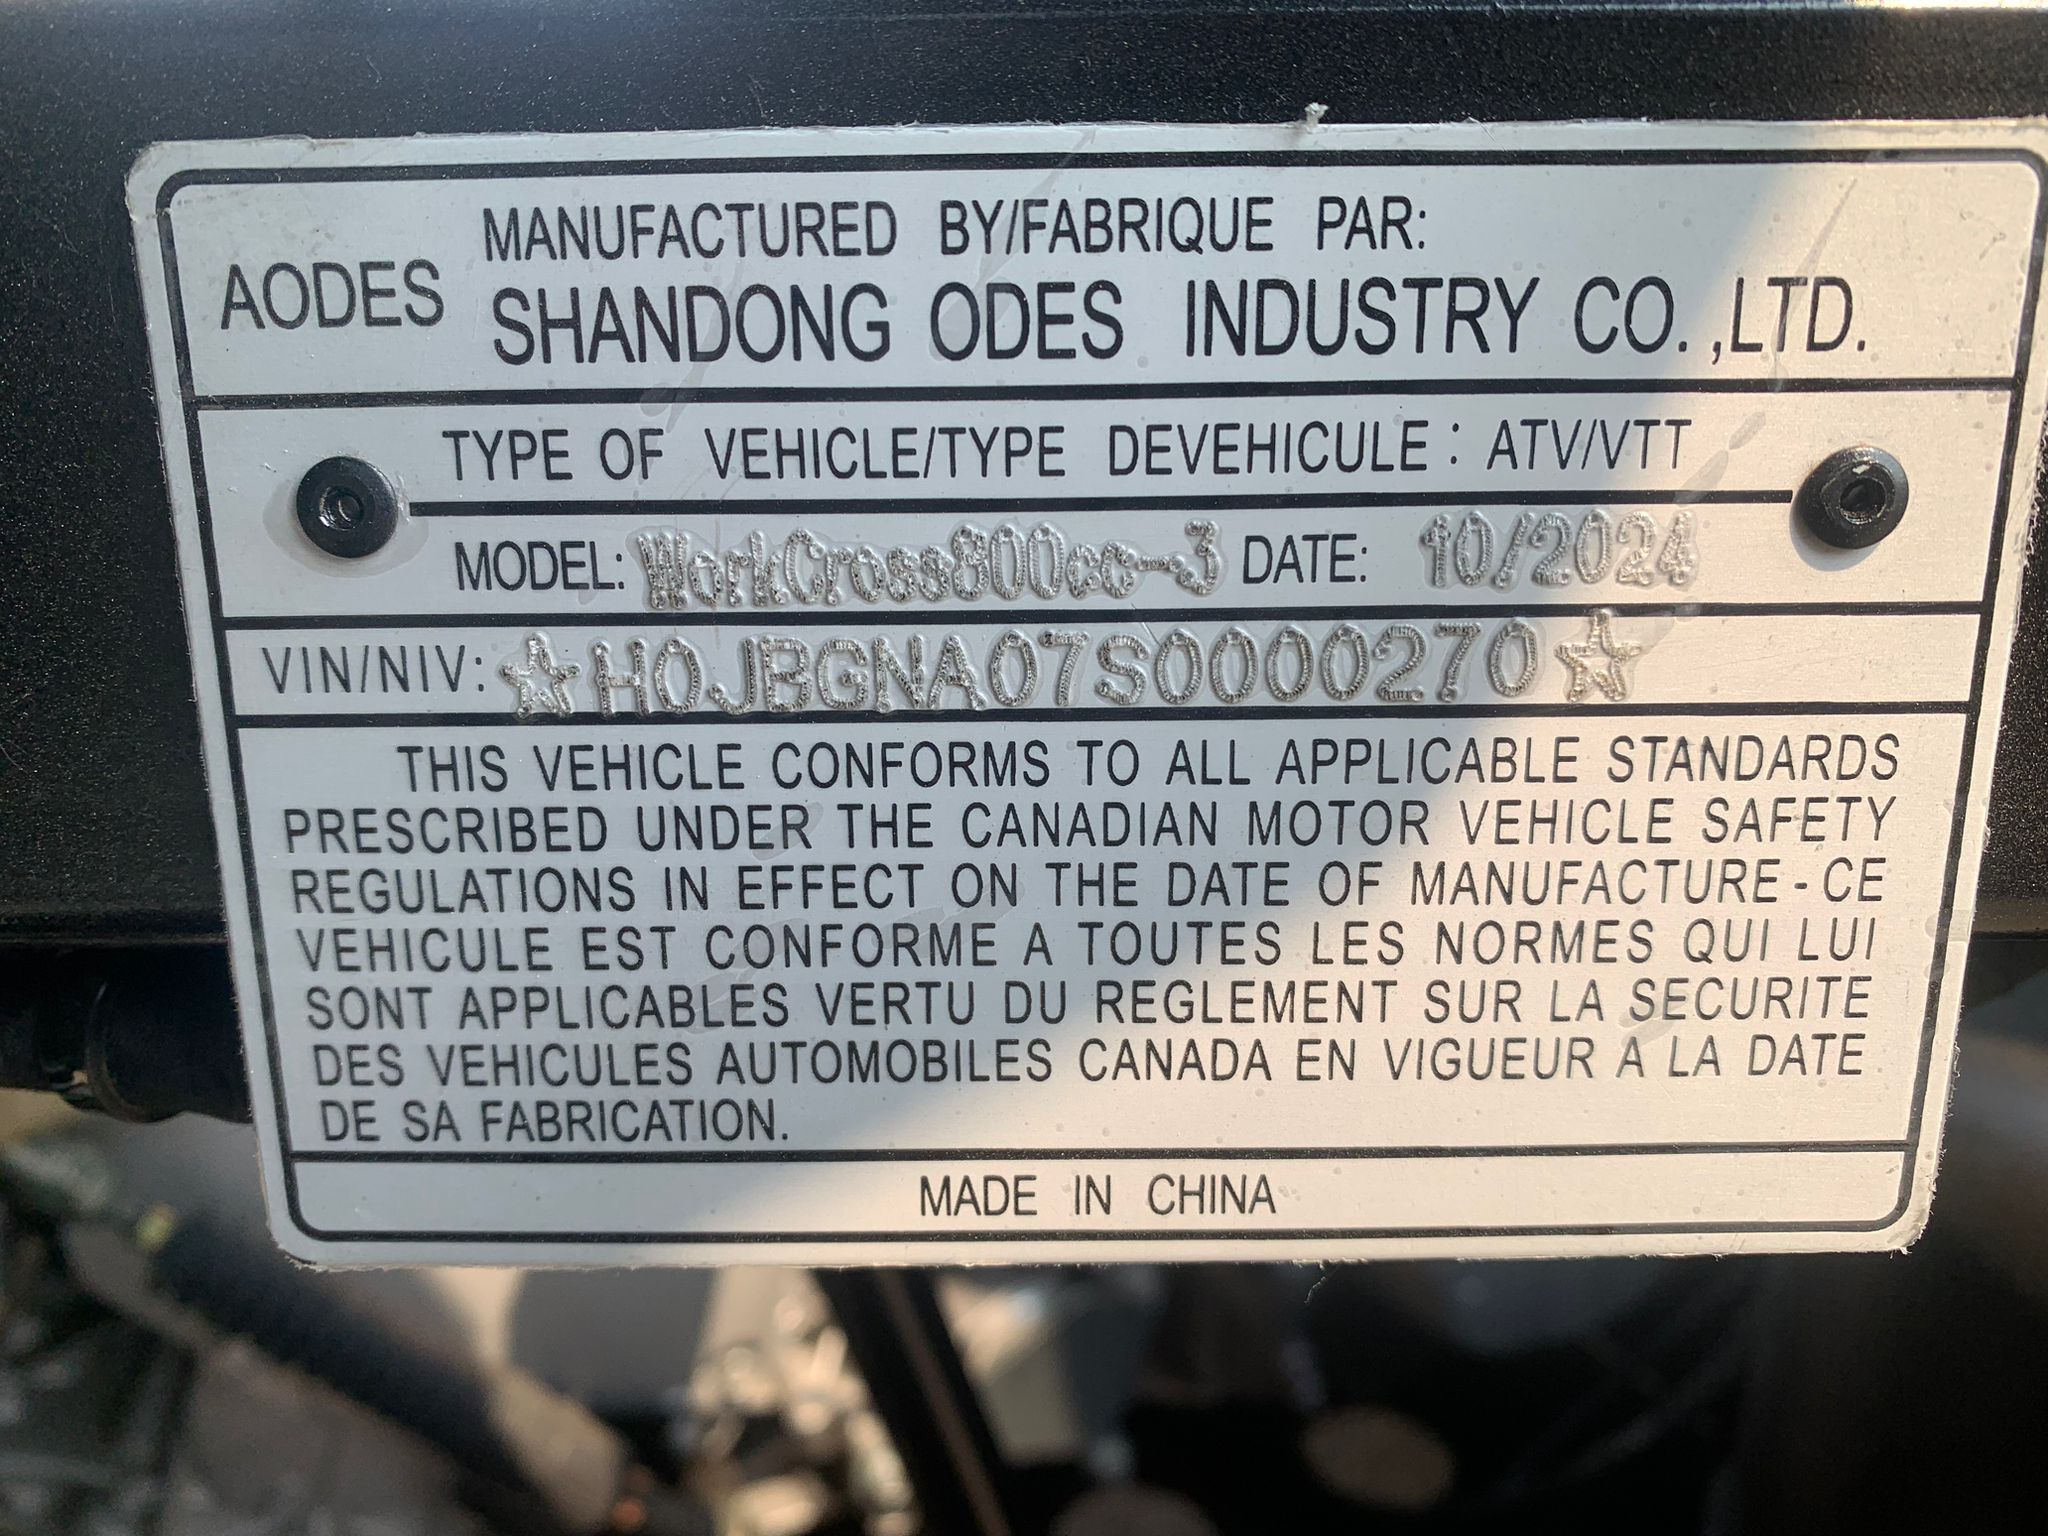 MANUFACTURED BY/FABRIQUE PAR:
AODES SHANDONG ODES INDUSTRY CO.,LTD.
TYPE OF VEHICLE/TYPE DEVEHICULE: ATV/VTT
MODEL: WorkCross800cc-3 DATE: 10/2024
VIN/NIV: ☆H0JBGNA07S0000270☆
THIS VEHICLE CONFORMS TO ALL APPLICABLE STANDARDS
PRESCRIBED UNDER THE CANADIAN MOTOR VEHICLE SAFETY
REGULATIONS IN EFFECT ON THE DATE OF MANUFACTURE-CE
VEHICULE EST CONFORME A TOUTES LES NORMES QUI LUI
SONT APPLICABLES VERTU DU REGLEMENT SUR LA SECURITE
DES VEHICULES AUTOMOBILES CANADA EN VIGUEUR A LA DATE
DE SA FABRICATION.
MADE IN CHINA